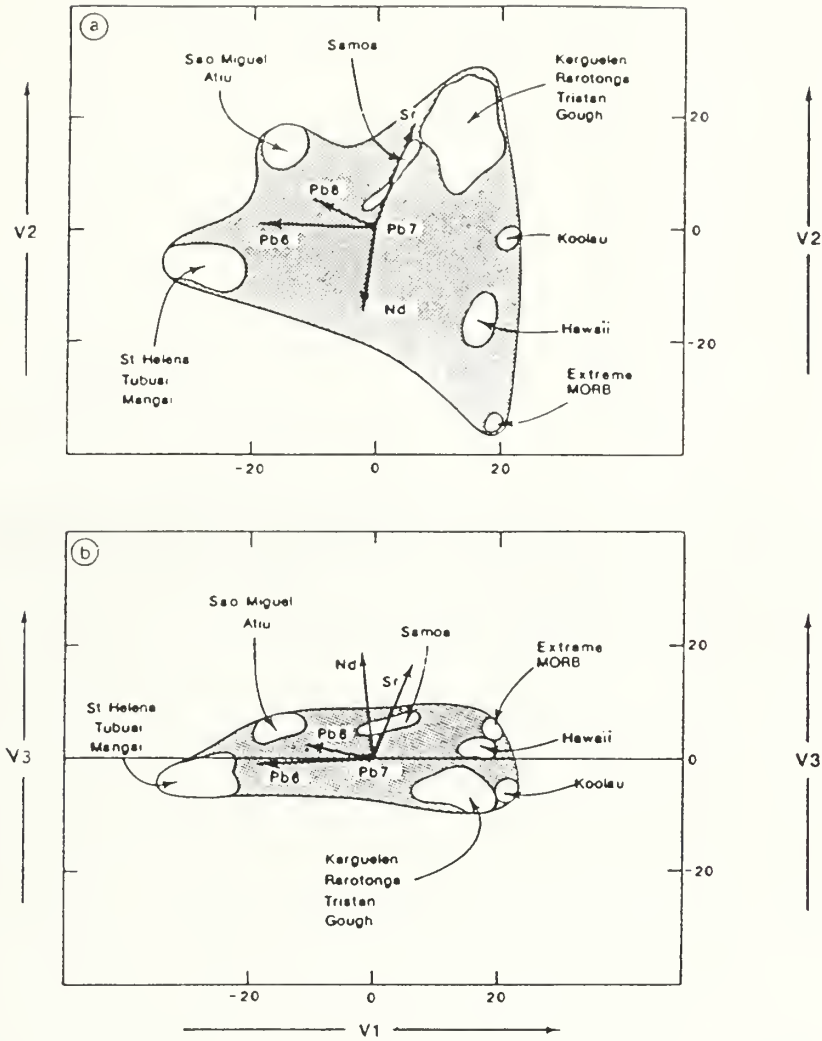 a
Sao Miguel
Atiu
Samoa
Kerguelen
Rarotonga
Tristan
Gough
Sr
20
Pb8
V2
Pb6
Pb7
0
V2
Koolau
Nd
Hawaii
-20
St Helena
Tubuai
Mangai
Extreme
MORB
-20
0
20
b
Sao Miguel
Atiu
Samoa
20
Extreme
MORB
Nd
Sr
St Helena
Tubuai
Mangai
Pb8
Hawaii
V3
0
V3
Pb6
Pb7
Koolau
Kerguelen
Rarotonga
Tristan
Gough
-20
-20
0
20
V1